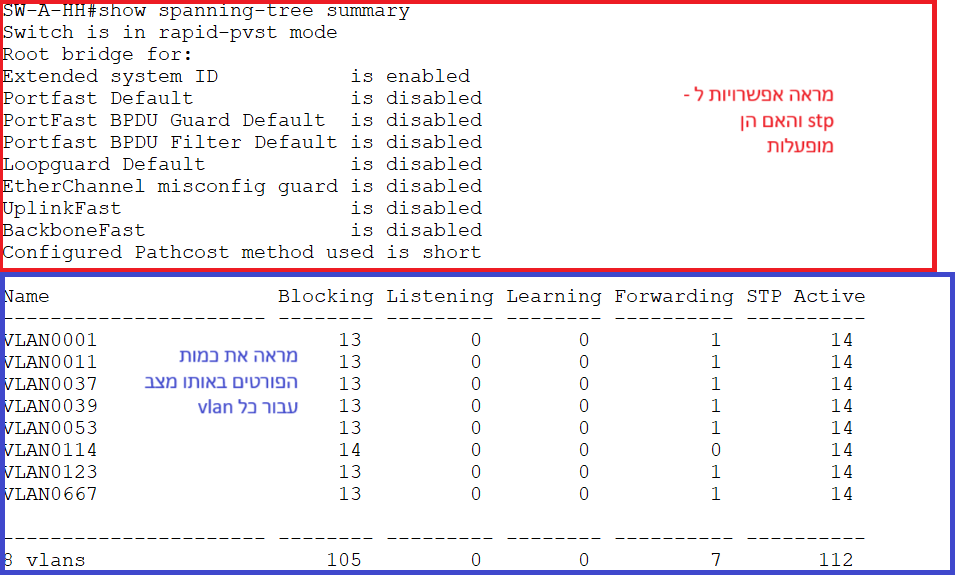 SW-A-HH#show spanning-tree summary
Switch is in rapid-pvst mode
Root bridge for:
Extended system ID is enabled
Portfast Default is disabled
PortFast BPDU Guard Default is disabled
Portfast BPDU Filter Default is disabled
Loopguard Default is disabled
EtherChannel misconfig guard is disabled
UplinkFast is disabled
BackboneFast is disabled
Configured Pathcost method used is short
מראה אפשרויות ל -
stp והאם הן
מופעלות
Name Blocking Listening Learning Forwarding STP Active
---------------------- -------- --------- -------- ---------- ----------
VLAN0001 13 0 0 1 14
VLAN0011 13 0 0 1 14
VLAN0037 13 0 0 1 14
VLAN0039 13 0 0 1 14
VLAN0053 13 0 0 1 14
VLAN0114 14 0 0 0 14
VLAN0123 13 0 0 1 14
VLAN0667 13 0 0 1 14
---------------------- -------- --------- -------- ---------- ----------
8 vlans 105 0 0 7 112
מראה את כמות
הפורטים באותו מצב
עבור כל vlan